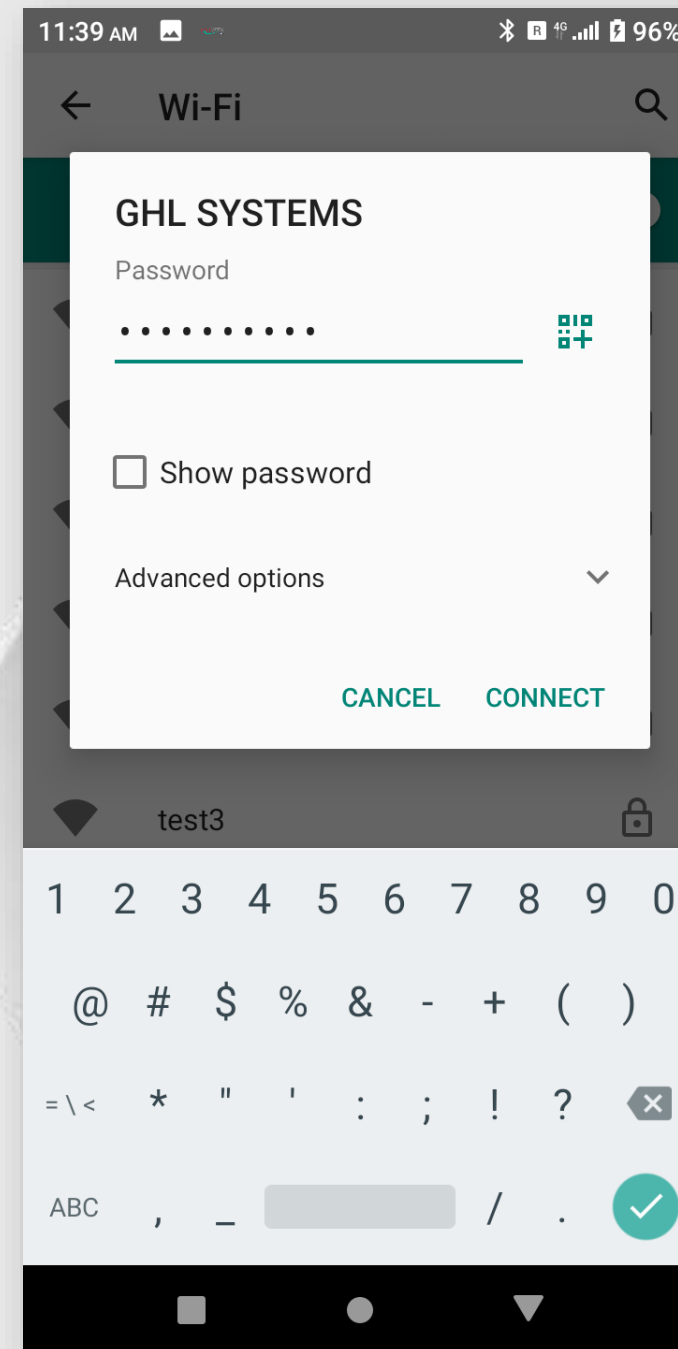 11:39 AM R 4G 96%
Wi-Fi
GHL SYSTEMS
Password
••••••••••
Show password
Advanced options
CANCEL CONNECT
test3
1 2 3 4 5 6 7 8 9 0
@ # $ % & - + ( )
= \ < * " ' : ; ! ?
ABC , _ / .